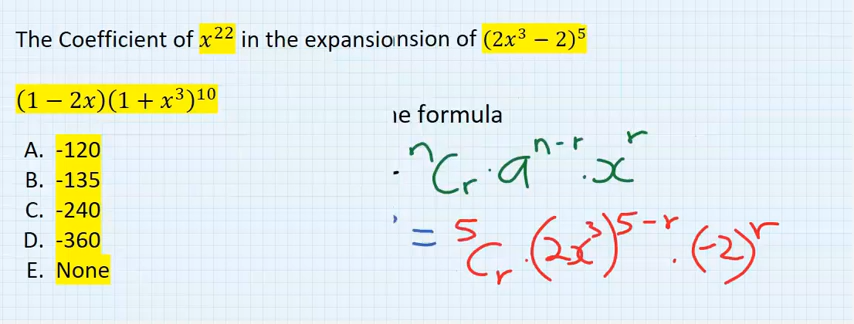 The Coefficient of x²² in the expansionsion of (2x³ − 2)⁵
(1 − 2x)(1 + x³)¹⁰
formula
ⁿCᵣ · aⁿ⁻ʳ · xʳ
= ⁵Cᵣ · (2x³)⁵⁻ʳ · (-2)ʳ
A. -120
B. -135
C. -240
D. -360
E. None